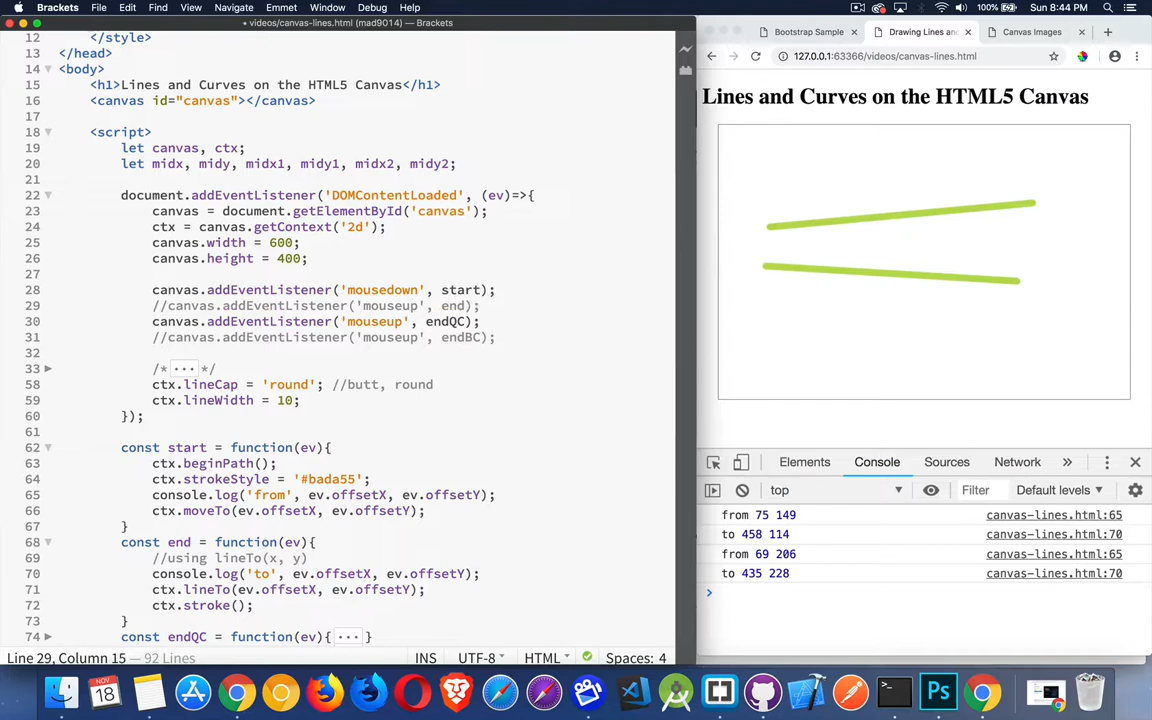 Brackets File Edit Find View Navigate Emmet Window Debug Help 100% Sun 8:44 PM
• videos/canvas-lines.html (mad9014) — Brackets
Bootstrap Sample Drawing Lines and Canvas Images
127.0.0.1:63366/videos/canvas-lines.html
12 </style>
13 </head>
14 <body>
15 <h1>Lines and Curves on the HTML5 Canvas</h1>
16 <canvas id="canvas"></canvas>
17
18 <script>
19 let canvas, ctx;
20 let midx, midy, midx1, midy1, midx2, midy2;
21
22 document.addEventListener('DOMContentLoaded', (ev)=>{
23 canvas = document.getElementById('canvas');
24 ctx = canvas.getContext('2d');
25 canvas.width = 600;
26 canvas.height = 400;
27
28 canvas.addEventListener('mousedown', start);
29 //canvas.addEventListener('mouseup', end);
30 canvas.addEventListener('mouseup', endQC);
31 //canvas.addEventListener('mouseup', endBC);
32
33 /* ... */
58 ctx.lineCap = 'round'; //butt, round
59 ctx.lineWidth = 10;
60 });
61
62 const start = function(ev){
63 ctx.beginPath();
64 ctx.strokeStyle = '#bada55';
65 console.log('from', ev.offsetX, ev.offsetY);
66 ctx.moveTo(ev.offsetX, ev.offsetY);
67 }
68 const end = function(ev){
69 //using lineTo(x, y)
70 console.log('to', ev.offsetX, ev.offsetY);
71 ctx.lineTo(ev.offsetX, ev.offsetY);
72 ctx.stroke();
73 }
74 const endQC = function(ev){ ... }
Line 29, Column 15 — 92 Lines INS UTF-8 HTML Spaces: 4
Lines and Curves on the HTML5 Canvas
Elements Console Sources Network »
top Filter Default levels
from 75 149 canvas-lines.html:65
to 458 114 canvas-lines.html:70
from 69 206 canvas-lines.html:65
to 435 228 canvas-lines.html:70
NOV
18
Ps